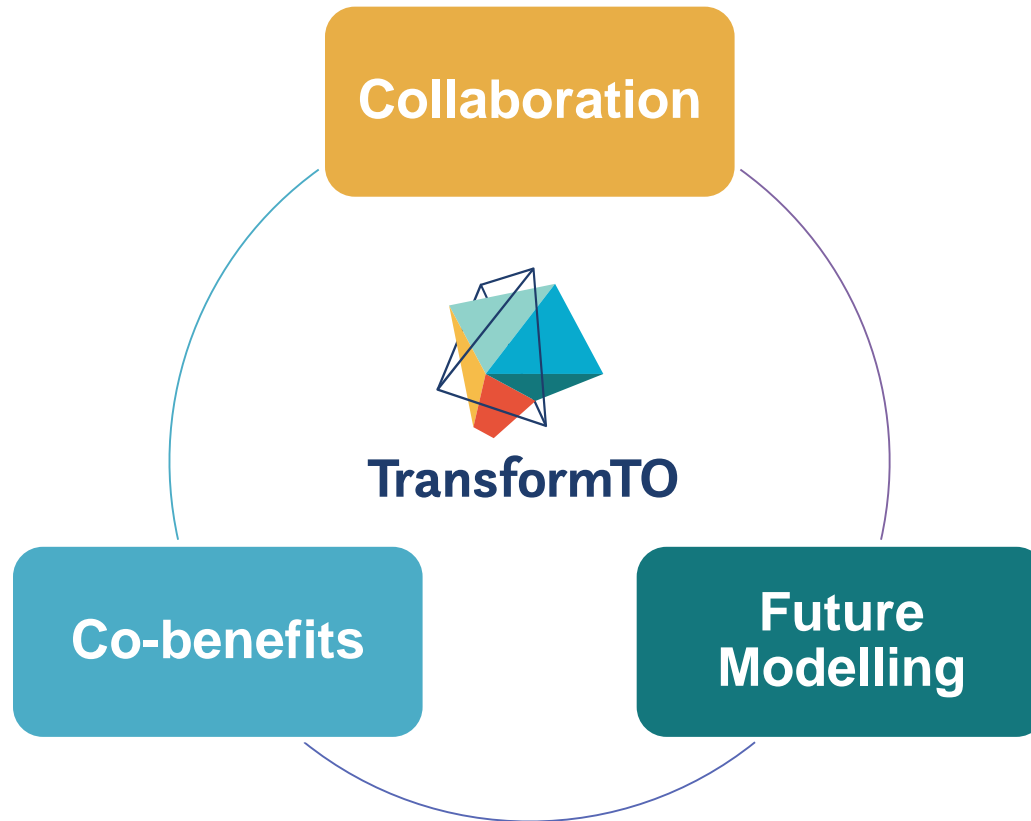 Collaboration
TransformTO
Co-benefits
Future
Modelling